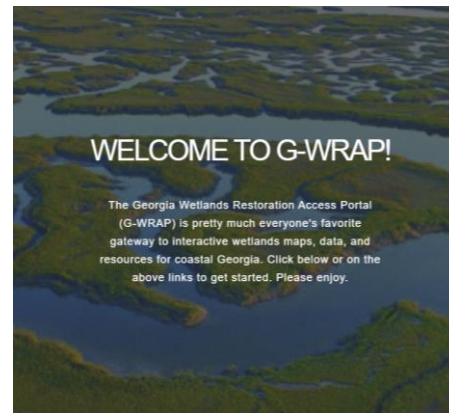 WELCOME TO G-WRAP!
The Georgia Wetlands Restoration Access Portal
(G-WRAP) is pretty much everyone's favorite
gateway to interactive wetlands maps, data, and
resources for coastal Georgia. Click below or on the
above links to get started. Please enjoy.